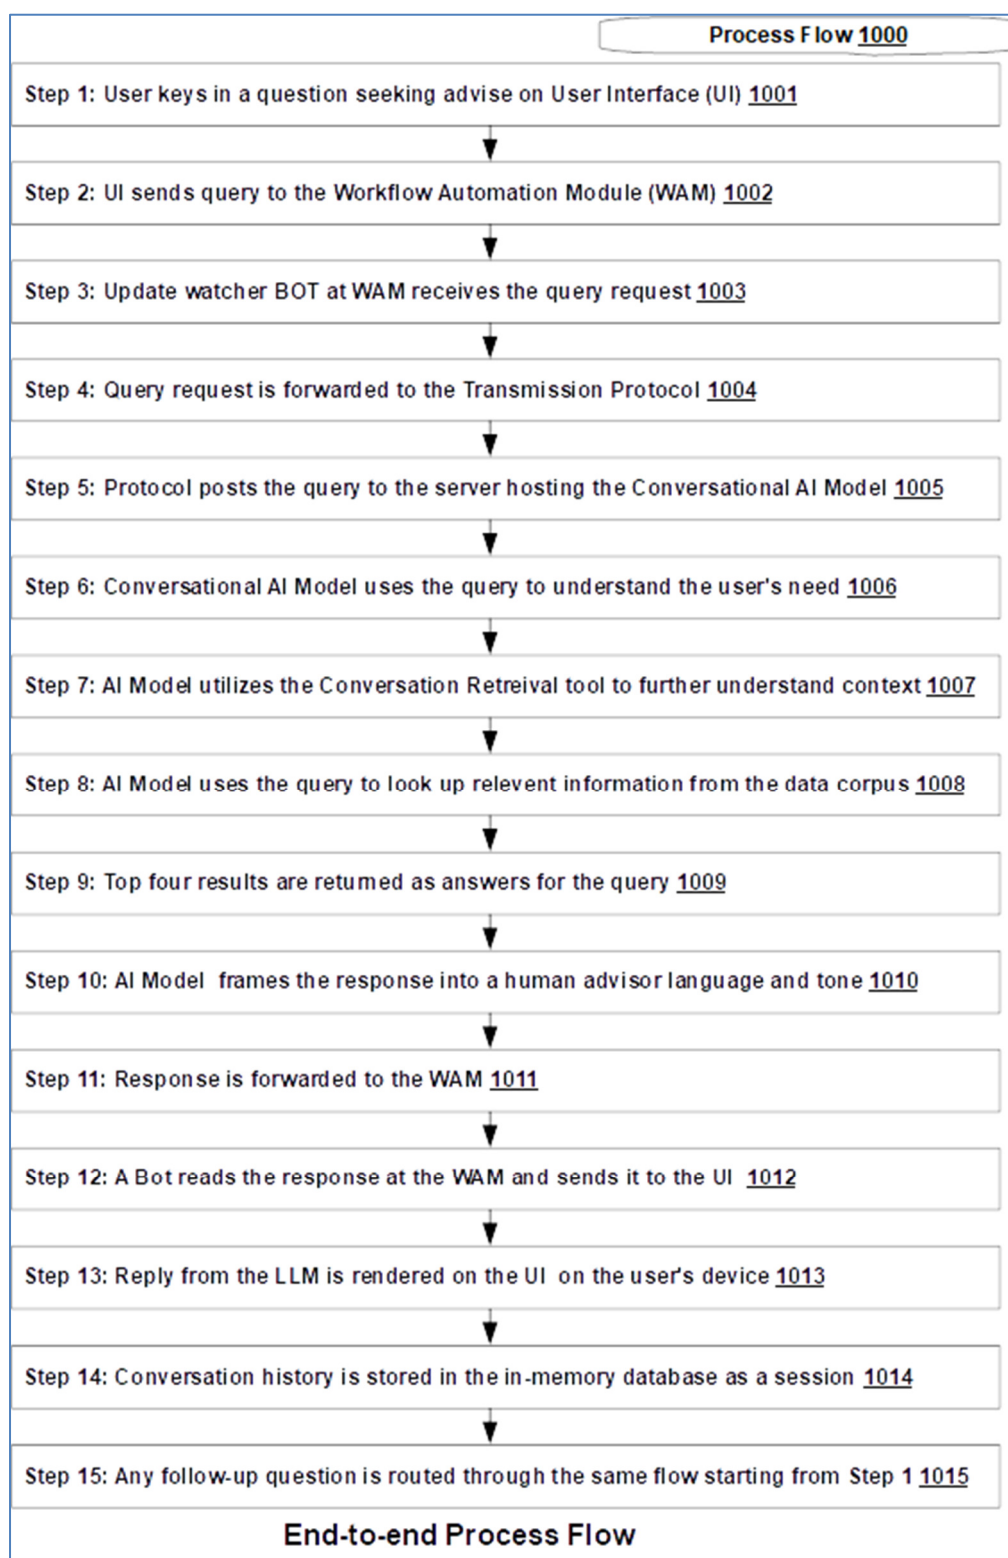 Process Flow 1000
Step 1: User keys in a question seeking advise on User Interface (UI) 1001
Step 2: UI sends query to the Workflow Automation Module (WAM) 1002
Step 3: Update watcher BOT at WAM receives the query request 1003
Step 4: Query request is forwarded to the Transmission Protocol 1004
Step 5: Protocol posts the query to the server hosting the Conversational AI Model 1005
Step 6: Conversational AI Model uses the query to understand the user's need 1006
Step 7: AI Model utilizes the Conversation Retreival tool to further understand context 1007
Step 8: AI Model uses the query to look up relevent information from the data corpus 1008
Step 9: Top four results are returned as answers for the query 1009
Step 10: AI Model frames the response into a human advisor language and tone 1010
Step 11: Response is forwarded to the WAM 1011
Step 12: A Bot reads the response at the WAM and sends it to the UI 1012
Step 13: Reply from the LLM is rendered on the UI on the user's device 1013
Step 14: Conversation history is stored in the in-memory database as a session 1014
Step 15: Any follow-up question is routed through the same flow starting from Step 1 1015
End-to-end Process Flow